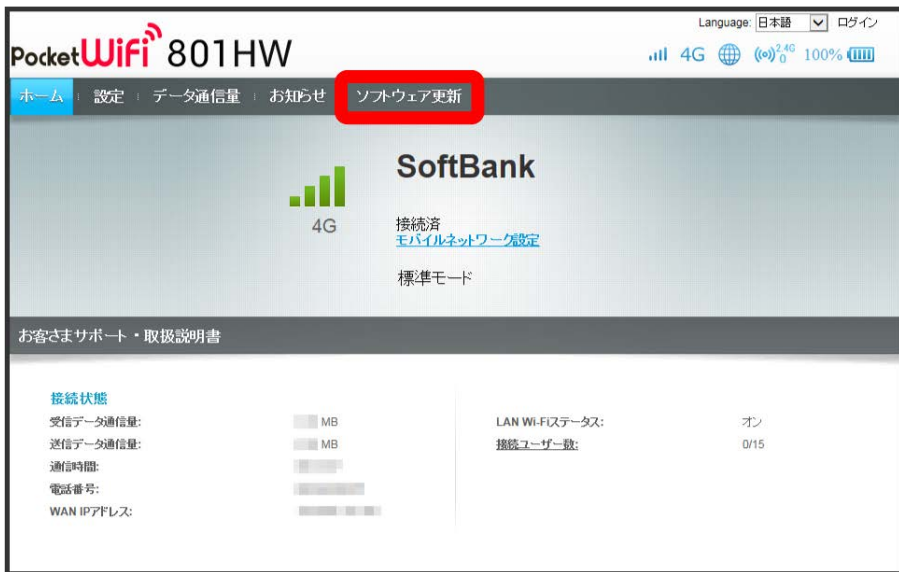 Language: 日本語 ログイン
PocketWiFi 801HW
4G 2.4G 0 100%
ホーム 設定 データ通信量 お知らせ ソフトウェア更新
SoftBank
4G
接続済
モバイルネットワーク設定
標準モード
お客さまサポート・取扱説明書
接続状態
受信データ通信量: MB
LAN Wi-Fiステータス: オン
送信データ通信量: MB
接続ユーザー数: 0/15
通信時間:
電話番号:
WAN IPアドレス: